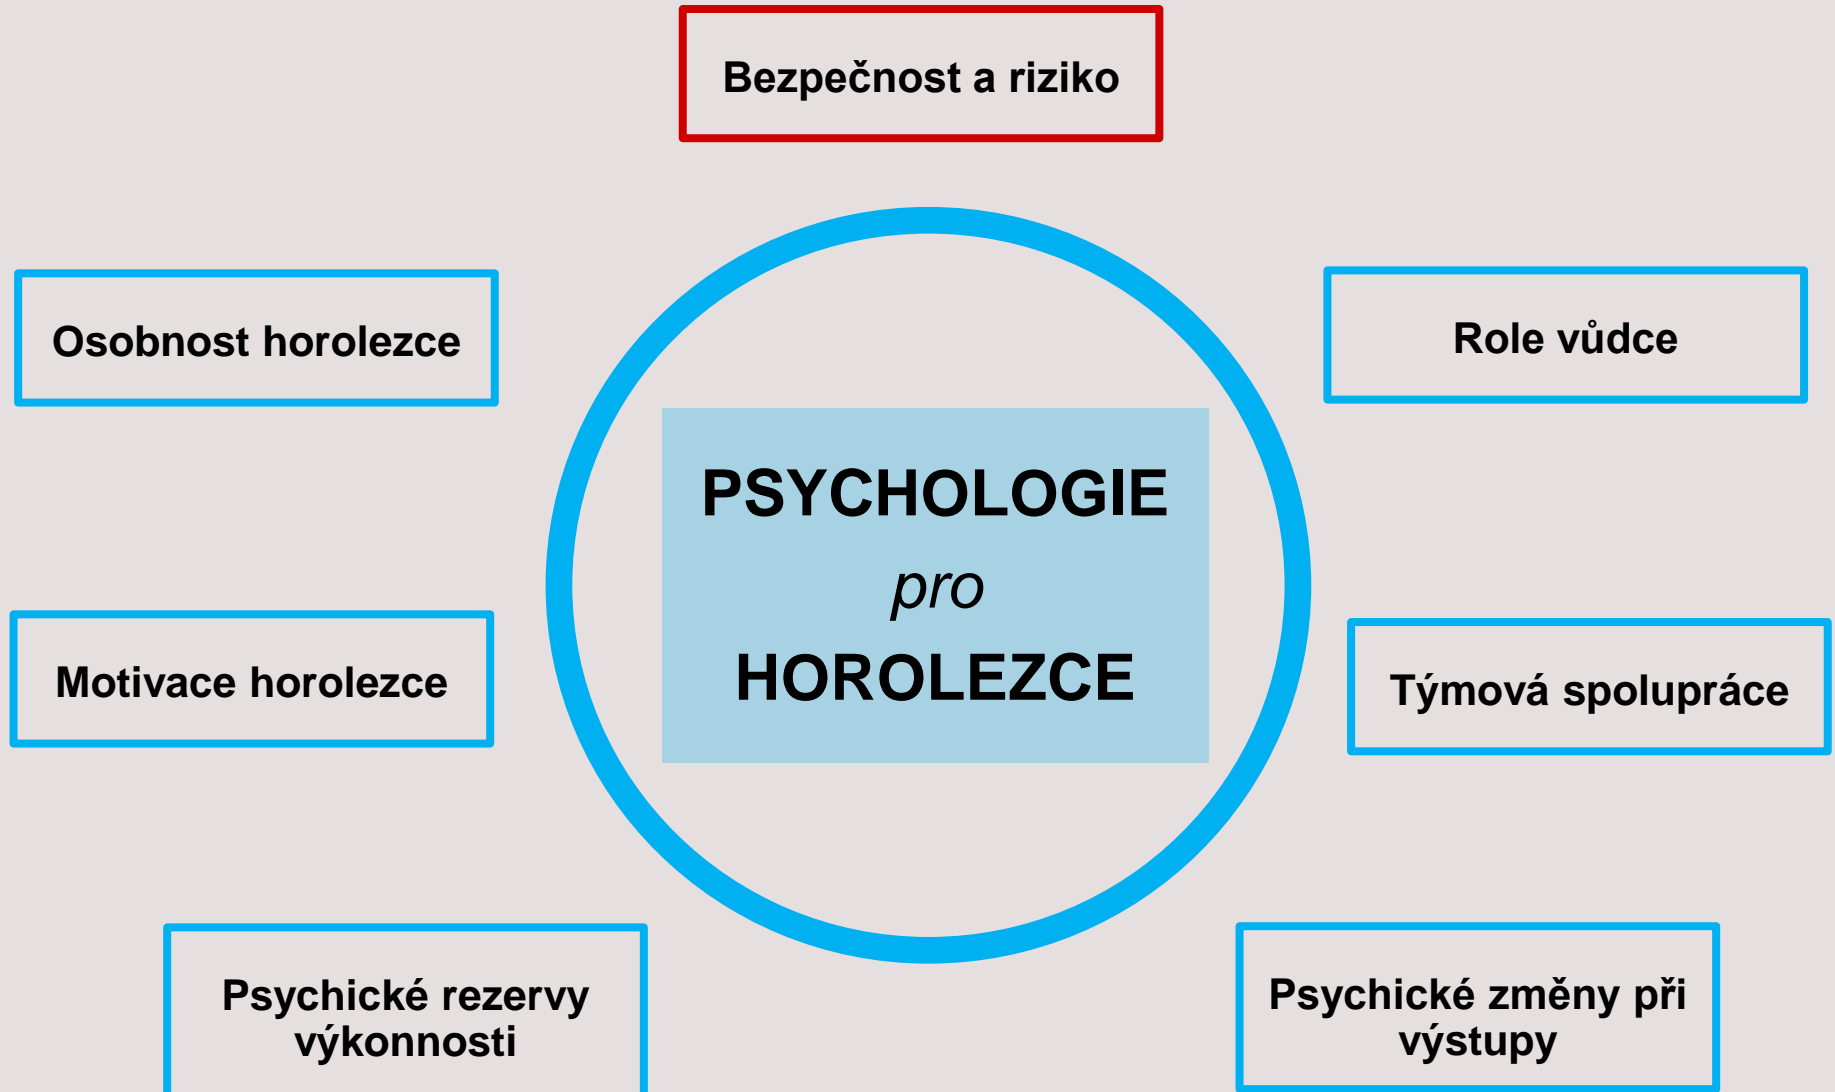 Bezpečnost a riziko
Osobnost horolezce
Role vůdce
PSYCHOLOGIE
pro
HOROLEZCE
Motivace horolezce
Týmová spolupráce
Psychické rezervy
výkonnosti
Psychické změny při
výstupy